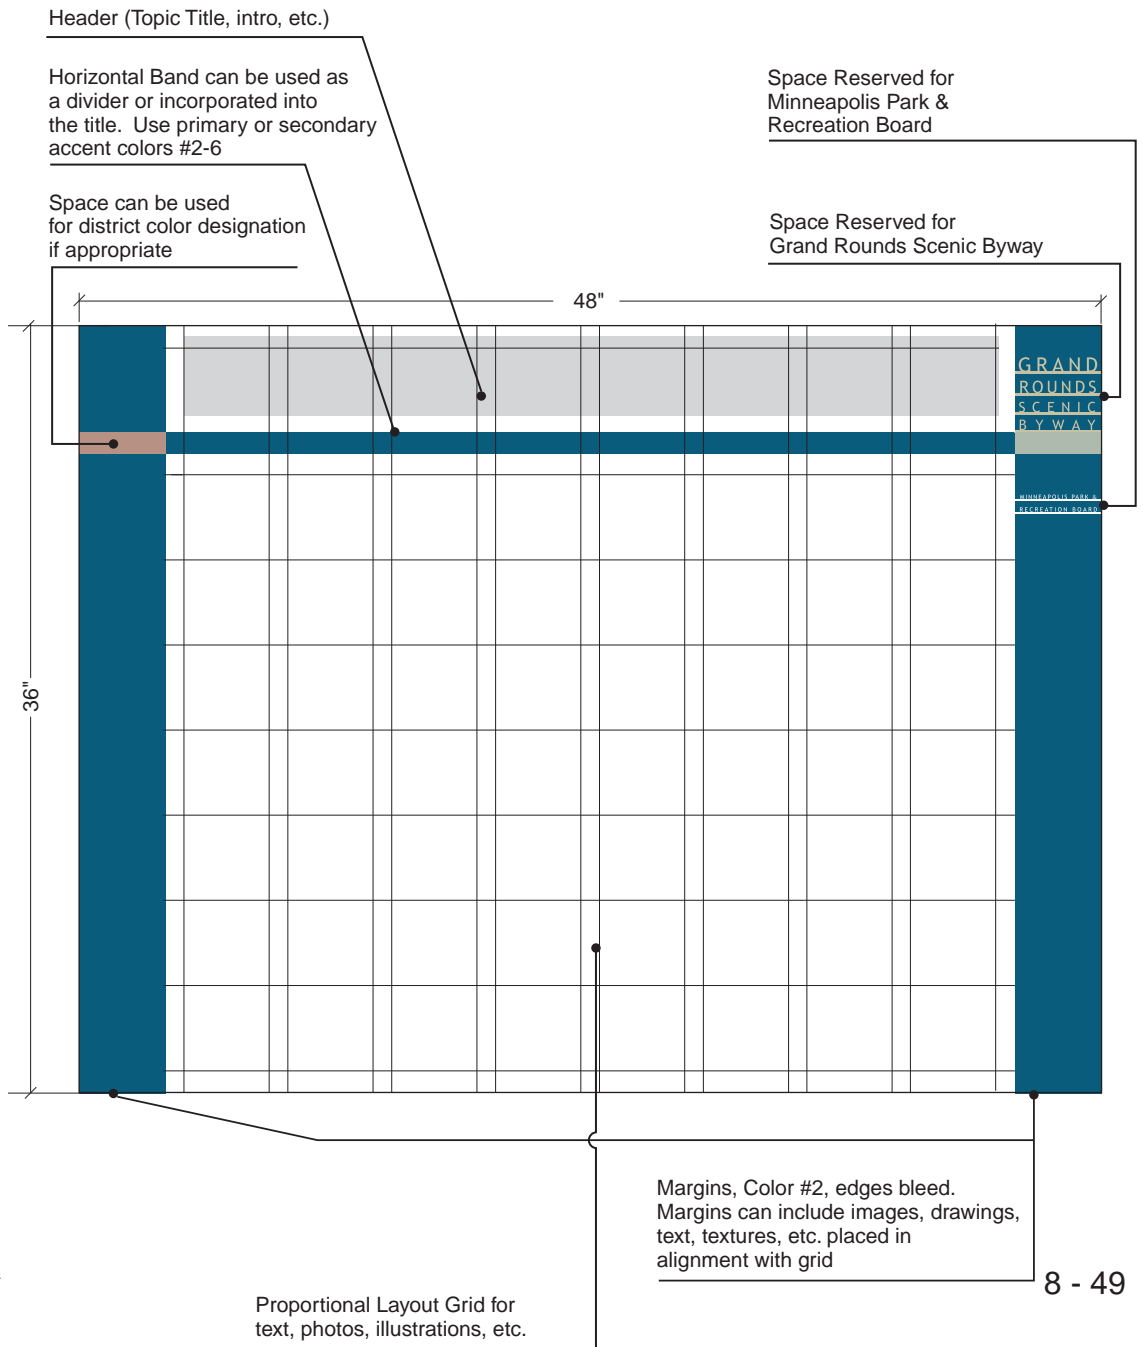 Header (Topic Title, intro, etc.)
Horizontal Band can be used as
a divider or incorporated into
the title.  Use primary or secondary
accent colors #2-6
Space can be used
for district color designation
if appropriate
Space Reserved for
Minneapolis Park &
Recreation Board
Space Reserved for
Grand Rounds Scenic Byway
48"
36"
GRAND
ROUNDS
SCENIC
BYWAY
MINNEAPOLIS PARK &
RECREATION BOARD
Margins, Color #2, edges bleed.
Margins can include images, drawings,
text, textures, etc. placed in
alignment with grid
8 - 49
Proportional Layout Grid for
text, photos, illustrations, etc.